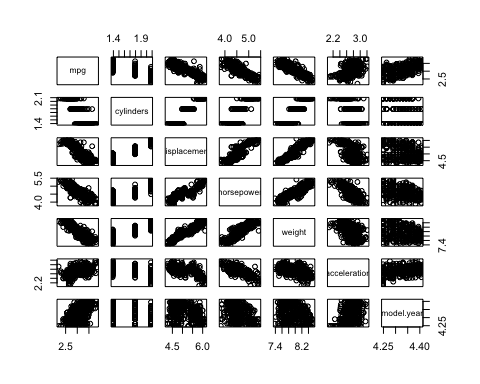 1.4 1.9 4.0 5.0 2.2 3.0
mpg 2.5
2.1 1.4 cylinders
isplacemen 4.5
5.5 4.0 horsepowe
weight 7.4
2.2 acceleration
model.year 4.25
2.5 4.5 6.0 7.4 8.2 4.25 4.40